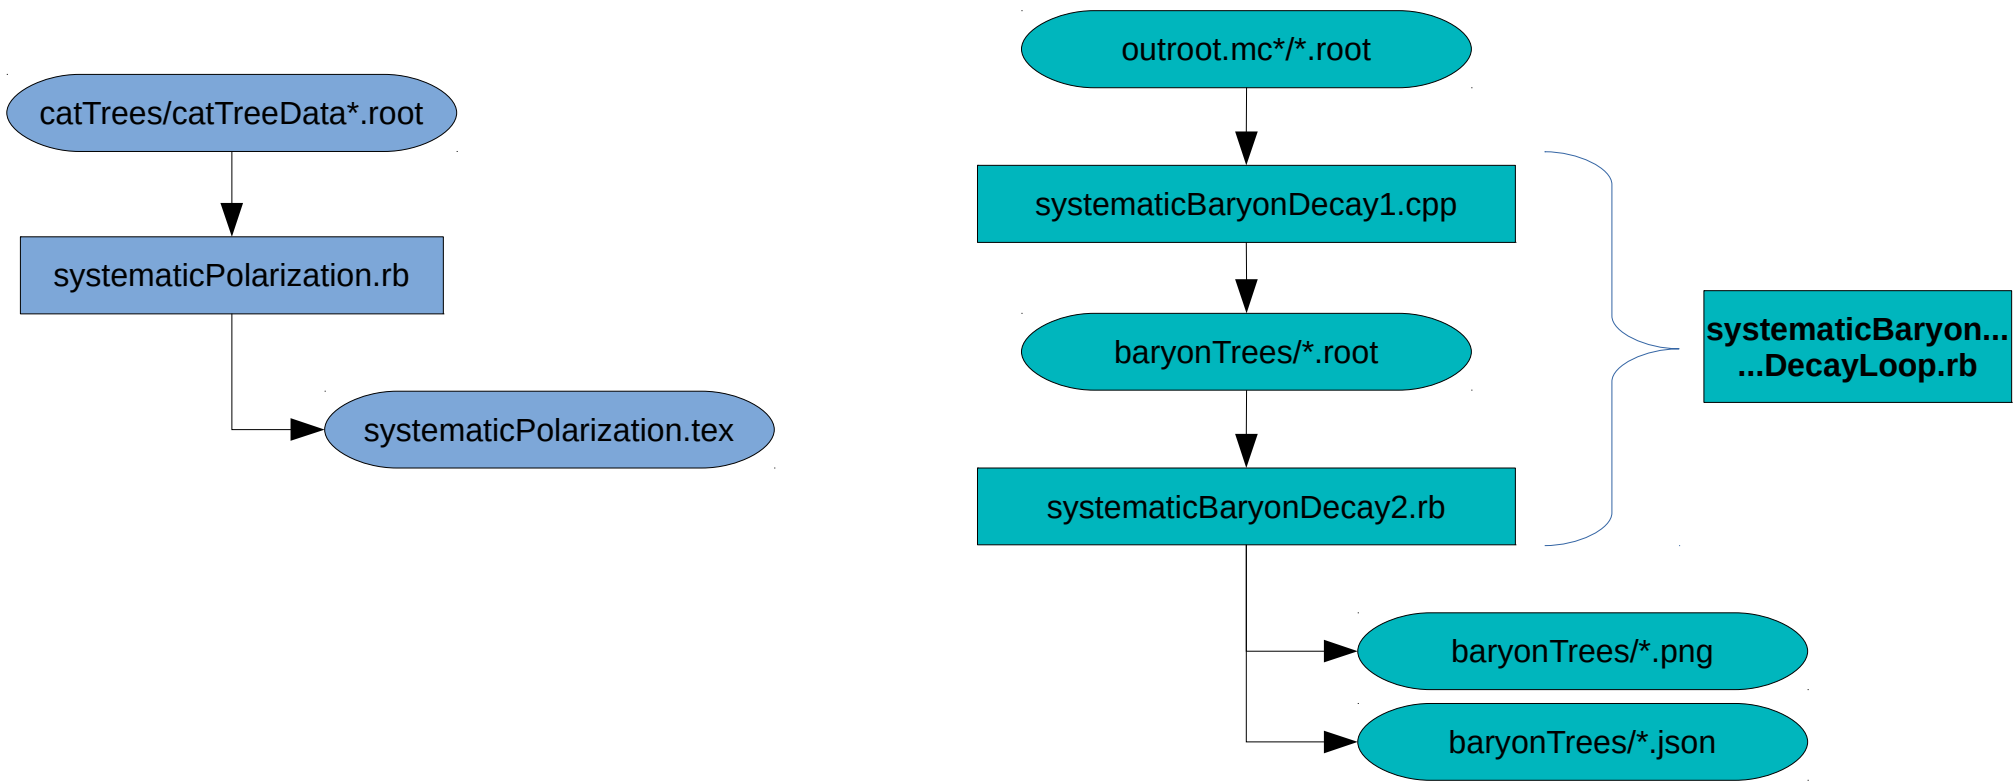 catTrees/catTreeData*.root
systematicPolarization.rb
systematicPolarization.tex
outroot.mc*/*.root
systematicBaryonDecay1.cpp
baryonTrees/*.root
systematicBaryonDecay2.rb
baryonTrees/*.png
baryonTrees/*.json
systematicBaryon...
...DecayLoop.rb